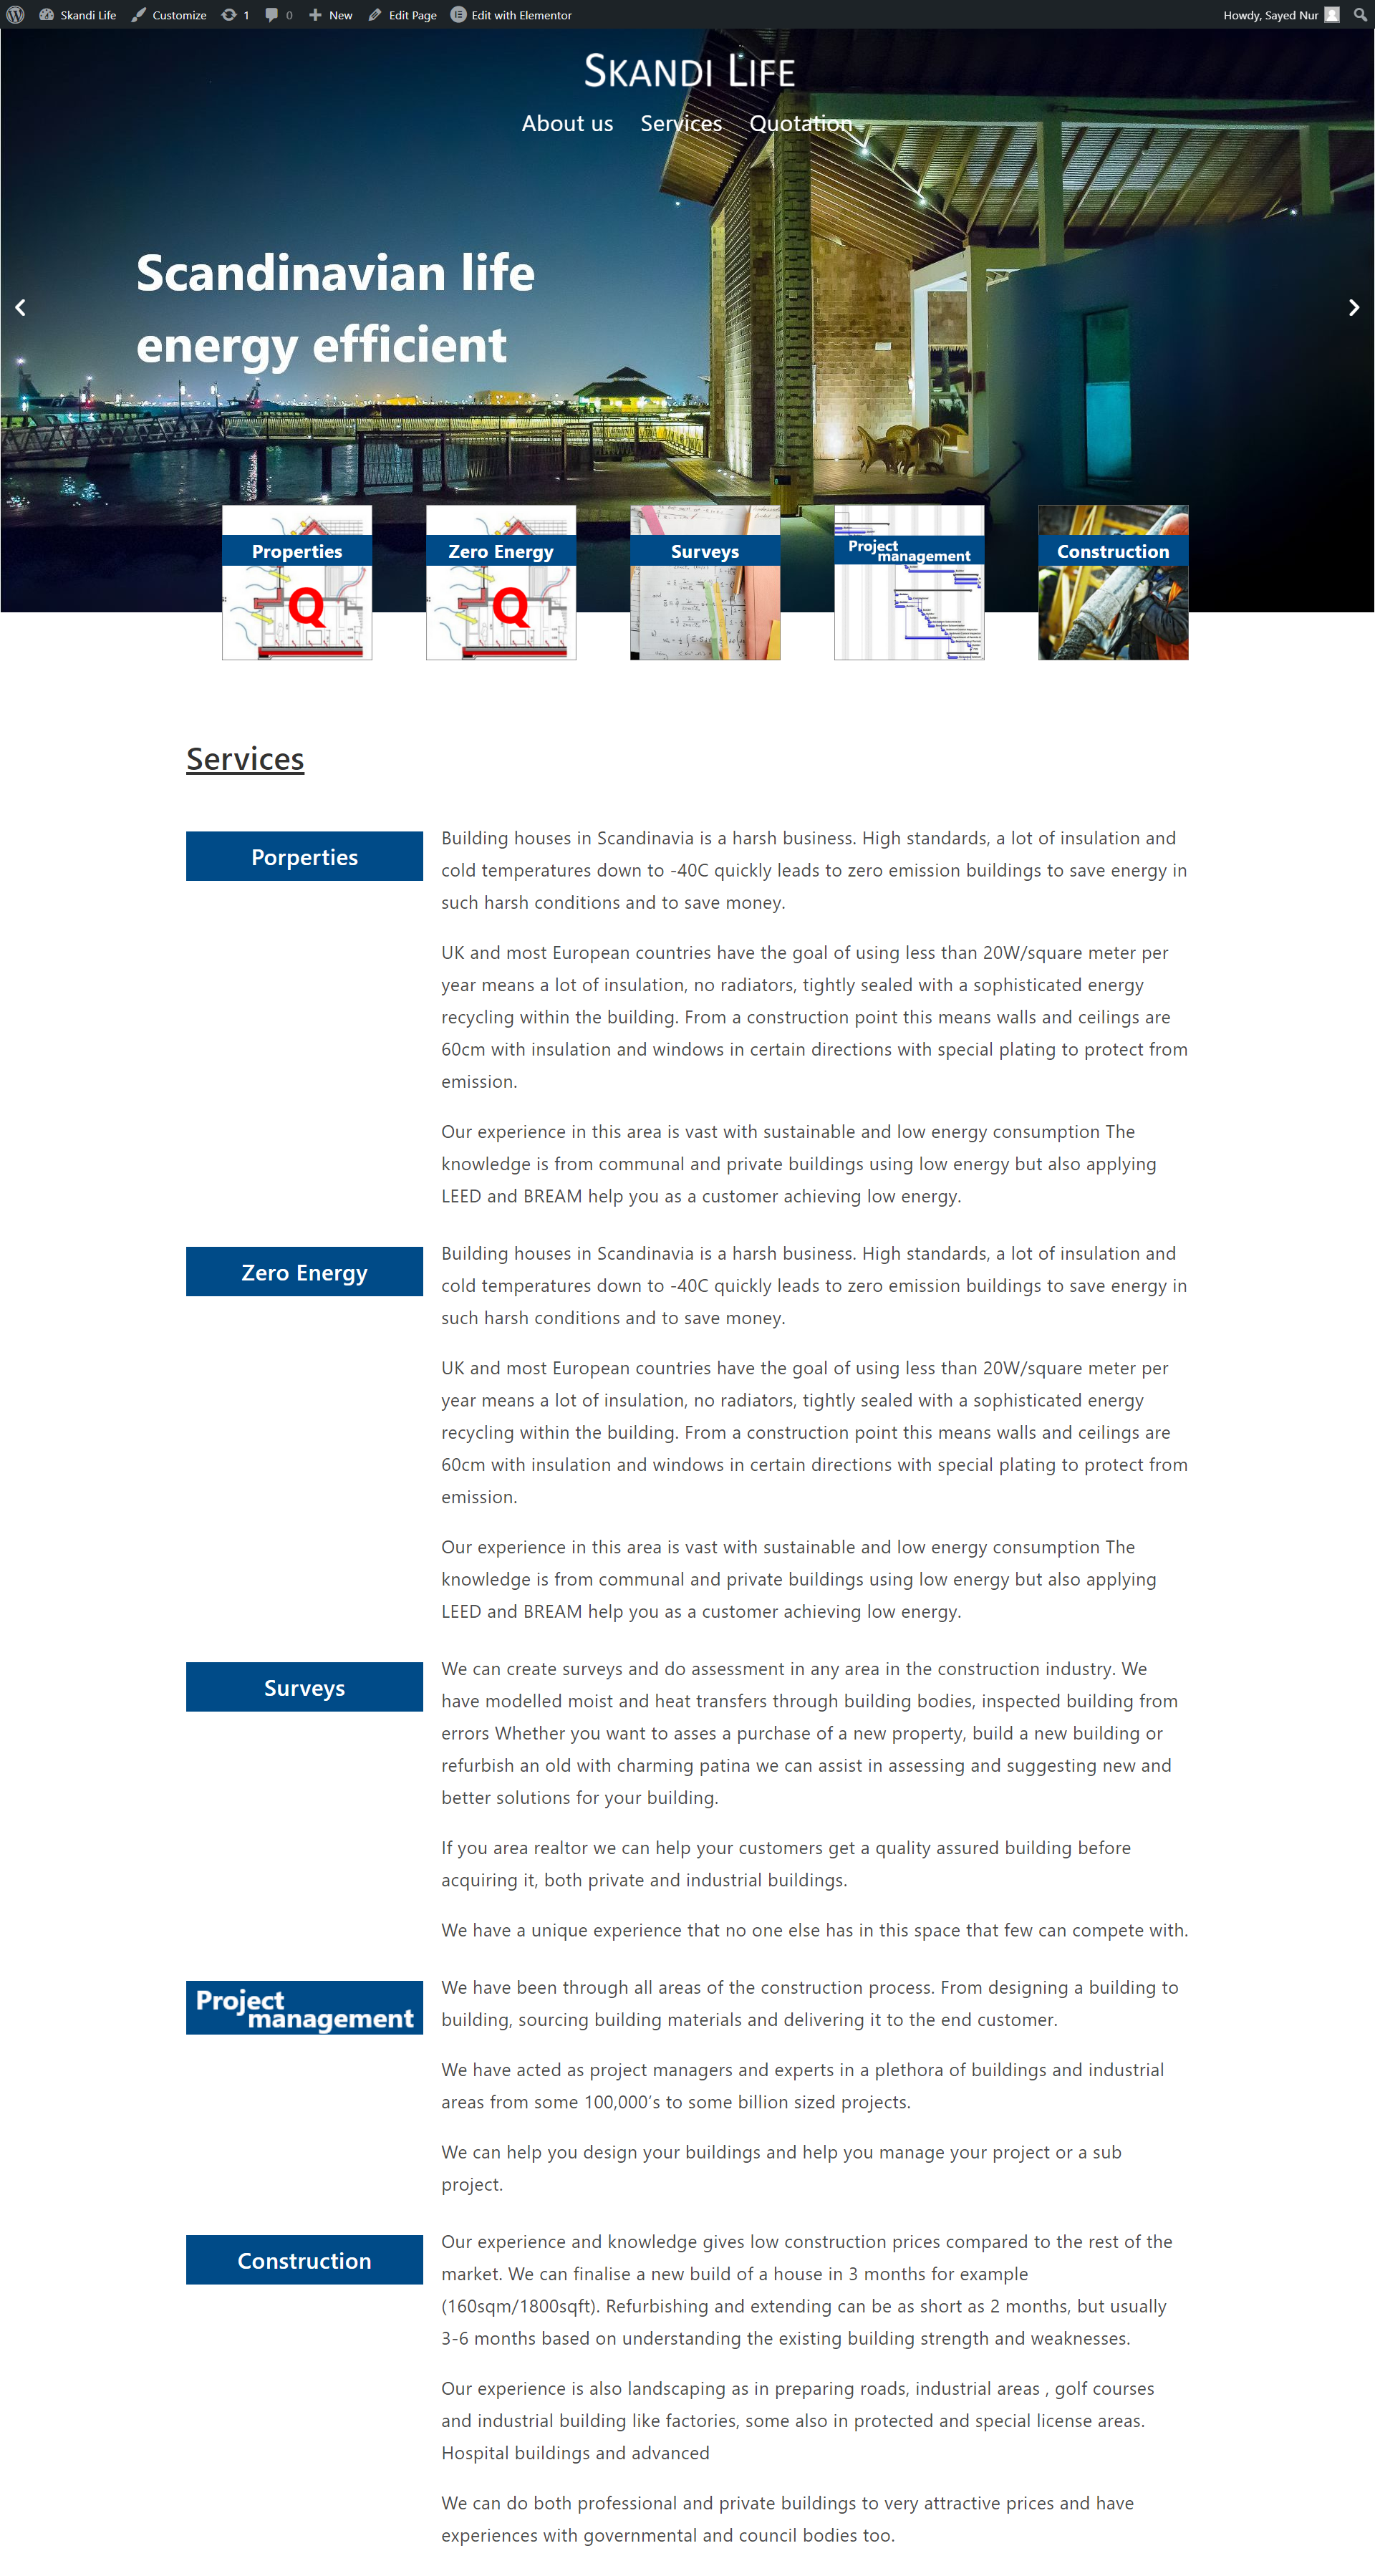 Skandi Life Customize 1 0 New Edit Page Edit with Elementor Howdy, Sayed Nur
SKANDI LIFE
About us Services Quotation
Scandinavian life
energy efficient
Properties
Q
Zero Energy
Q
Surveys
Project
management
Construction
Services
Porperties
Building houses in Scandinavia is a harsh business. High standards, a lot of insulation and
cold temperatures down to -40C quickly leads to zero emission buildings to save energy in
such harsh conditions and to save money.
UK and most European countries have the goal of using less than 20W/square meter per
year means a lot of insulation, no radiators, tightly sealed with a sophisticated energy
recycling within the building. From a construction point this means walls and ceilings are
60cm with insulation and windows in certain directions with special plating to protect from
emission.
Our experience in this area is vast with sustainable and low energy consumption The
knowledge is from communal and private buildings using low energy but also applying
LEED and BREAM help you as a customer achieving low energy.
Zero Energy
Building houses in Scandinavia is a harsh business. High standards, a lot of insulation and
cold temperatures down to -40C quickly leads to zero emission buildings to save energy in
such harsh conditions and to save money.
UK and most European countries have the goal of using less than 20W/square meter per
year means a lot of insulation, no radiators, tightly sealed with a sophisticated energy
recycling within the building. From a construction point this means walls and ceilings are
60cm with insulation and windows in certain directions with special plating to protect from
emission.
Our experience in this area is vast with sustainable and low energy consumption The
knowledge is from communal and private buildings using low energy but also applying
LEED and BREAM help you as a customer achieving low energy.
Surveys
We can create surveys and do assessment in any area in the construction industry. We
have modelled moist and heat transfers through building bodies, inspected building from
errors Whether you want to asses a purchase of a new property, build a new building or
refurbish an old with charming patina we can assist in assessing and suggesting new and
better solutions for your building.
If you area realtor we can help your customers get a quality assured building before
acquiring it, both private and industrial buildings.
We have a unique experience that no one else has in this space that few can compete with.
Project
management
We have been through all areas of the construction process. From designing a building to
building, sourcing building materials and delivering it to the end customer.
We have acted as project managers and experts in a plethora of buildings and industrial
areas from some 100,000’s to some billion sized projects.
We can help you design your buildings and help you manage your project or a sub
project.
Construction
Our experience and knowledge gives low construction prices compared to the rest of the
market. We can finalise a new build of a house in 3 months for example
(160sqm/1800sqft). Refurbishing and extending can be as short as 2 months, but usually
3-6 months based on understanding the existing building strength and weaknesses.
Our experience is also landscaping as in preparing roads, industrial areas , golf courses
and industrial building like factories, some also in protected and special license areas.
Hospital buildings and advanced
We can do both professional and private buildings to very attractive prices and have
experiences with governmental and council bodies too.